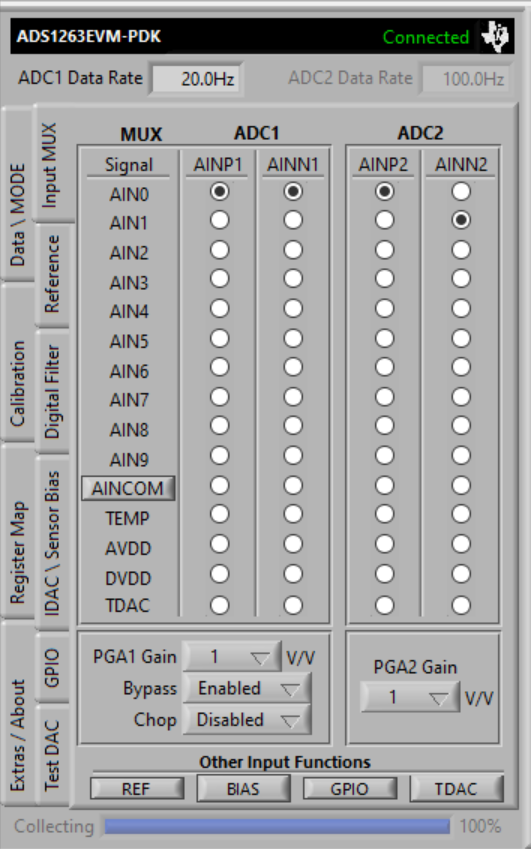 ADS1263EVM-PDK Connected
ADC1 Data Rate 20.0Hz ADC2 Data Rate 100.0Hz
Data \ MODE
Calibration
Register Map
Extras / About
Input MUX
Reference
Digital Filter
IDAC \ Sensor Bias
GPIO
Test DAC
MUX ADC1 ADC2
Signal AINP1 AINN1 AINP2 AINN2
AIN0
AIN1
AIN2
AIN3
AIN4
AIN5
AIN6
AIN7
AIN8
AIN9
AINCOM
TEMP
AVDD
DVDD
TDAC
PGA1 Gain 1 V/V
Bypass Enabled
Chop Disabled
PGA2 Gain
1 V/V
Other Input Functions
REF BIAS GPIO TDAC
Collecting 100%